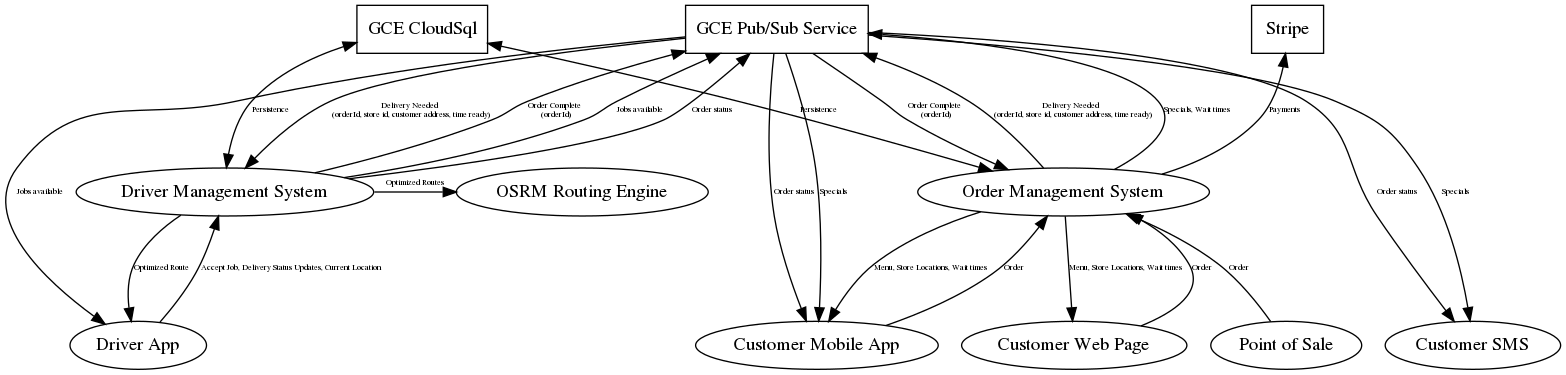 GCE CloudSql
GCE Pub/Sub Service
Stripe
Persistence
Delivery Needed
(orderId, store id, customer address, time ready)
Order Complete
(orderId)
Jobs available
Order status
Persistence
Order Complete
(orderId)
Delivery Needed
(orderId, store id, customer address, time ready)
Specials, Wait times
Payments
Jobs available
Driver Management System
Optimized Routes
OSRM Routing Engine
Order status
Specials
Order Management System
Order status
Specials
Optimized Route
Accept Job, Delivery Status Updates, Current Location
Menu, Store Locations, Wait times
Order
Menu, Store Locations, Wait times
Order
Order
Driver App
Customer Mobile App
Customer Web Page
Point of Sale
Customer SMS